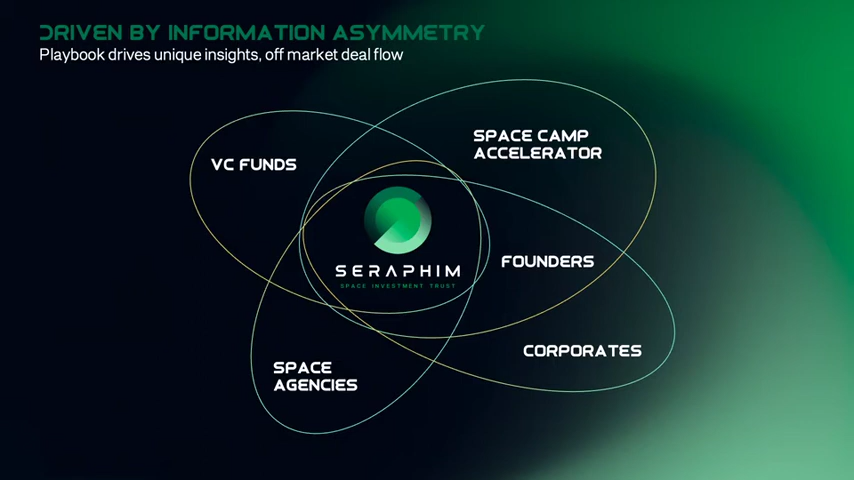 DRIVEN BY INFORMATION ASYMMETRY
Playbook drives unique insights, off market deal flow
VC FUNDS
SPACE CAMP
ACCELERATOR
SERAPHIM
SPACE INVESTMENT TRUST
FOUNDERS
CORPORATES
SPACE
AGENCIES